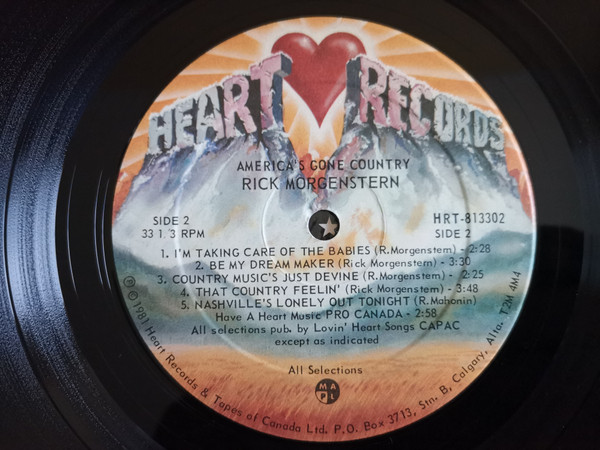 HEART RECORDS
AMERICA'S GONE COUNTRY
RICK MORGENSTERN
SIDE 2
33 1/3 RPM
HRT-813302
SIDE 2
1. I'M TAKING CARE OF THE BABIES (R.Morgenstern) - 2:28
2. BE MY DREAM MAKER (Rick Morgenstern) - 3:30
3. COUNTRY MUSIC'S JUST DEVINE (R.Morgenstern) - 2:25
4. THAT COUNTRY FEELIN' (Rick Morgenstern) - 3:48
5. NASHVILLE'S LONELY OUT TONIGHT (R.Mahonin)
Have A Heart Music PRO CANADA - 2:58
All selections pub. by Lovin' Heart Songs CAPAC
except as indicated
All Selections
M A
P L
℗ © 1981 Heart Records & Tapes of Canada Ltd. P.O. Box 3713, Stn. B, Calgary, Alta. T2M 4M4